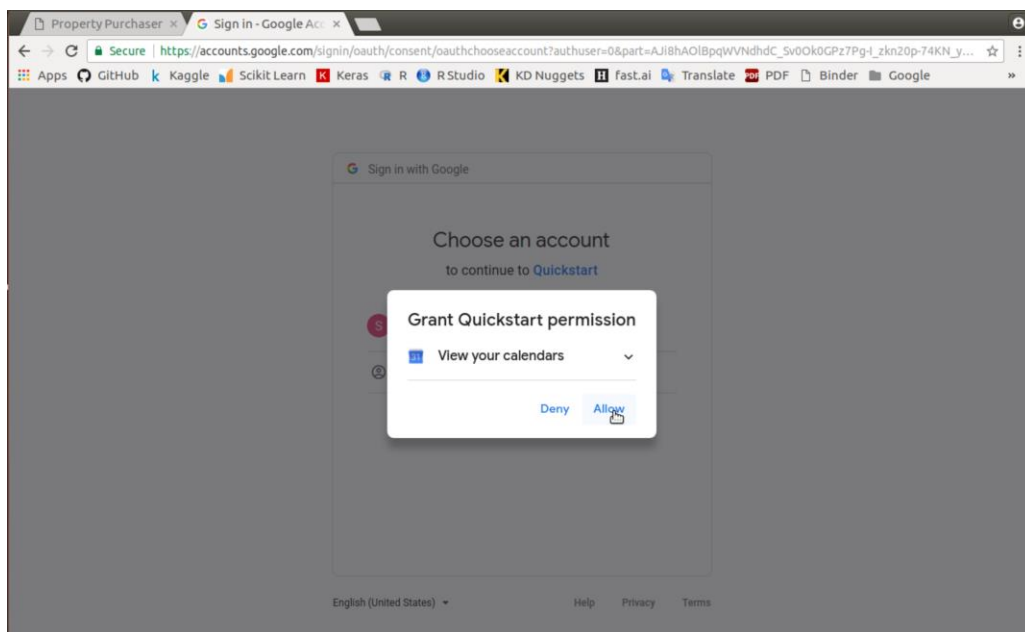 Property Purchaser
Sign in - Google Acc
Secure https://accounts.google.com/signin/oauth/consent/oauthchooseaccount?authuser=0&part=AJi8hAOlBpqWVNdhdC_Sv0Ok0GPz7Pg-I_zkn20p-74KN_y...
Apps GitHub k Kaggle Scikit Learn K Keras R R R RStudio KD Nuggets H fast.ai Translate PDF PDF Binder Google »
G Sign in with Google
Choose an account
to continue to Quickstart
S
Grant Quickstart permission
31 View your calendars
Deny Allow
English (United States) Help Privacy Terms